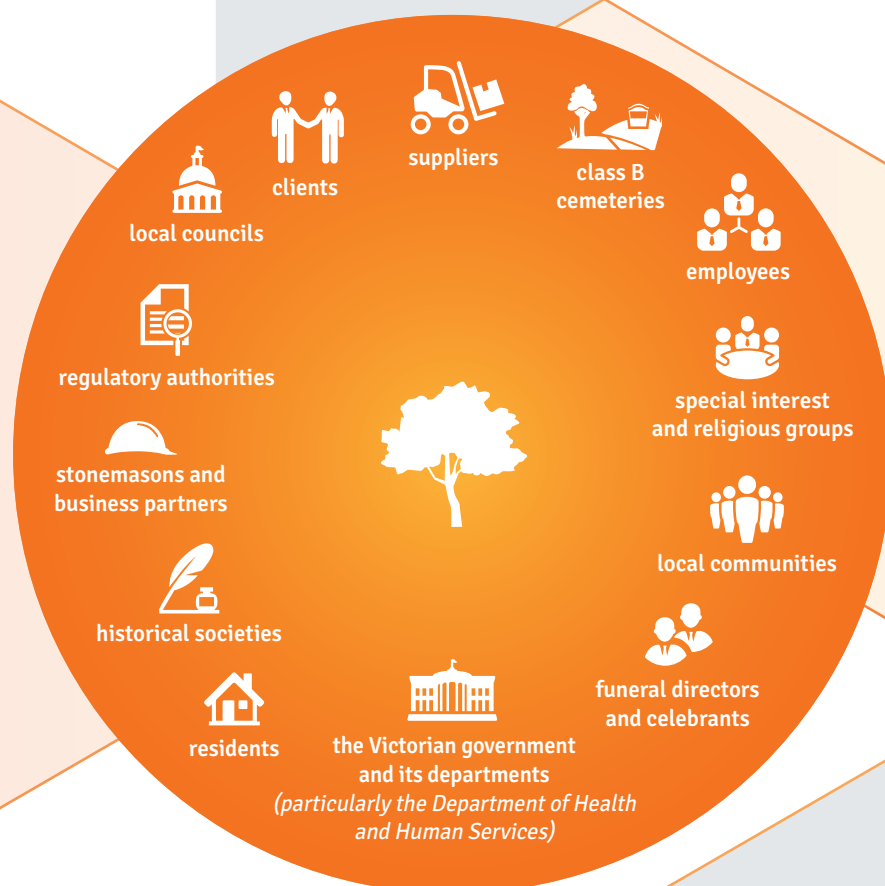 suppliers
class B
cemeteries
employees
special interest
and religious groups
local communities
funeral directors
and celebrants
the Victorian government
and its departments
(particularly the Department of Health
and Human Services)
residents
historical societies
stonemasons and
business partners
regulatory authorities
local councils
clients